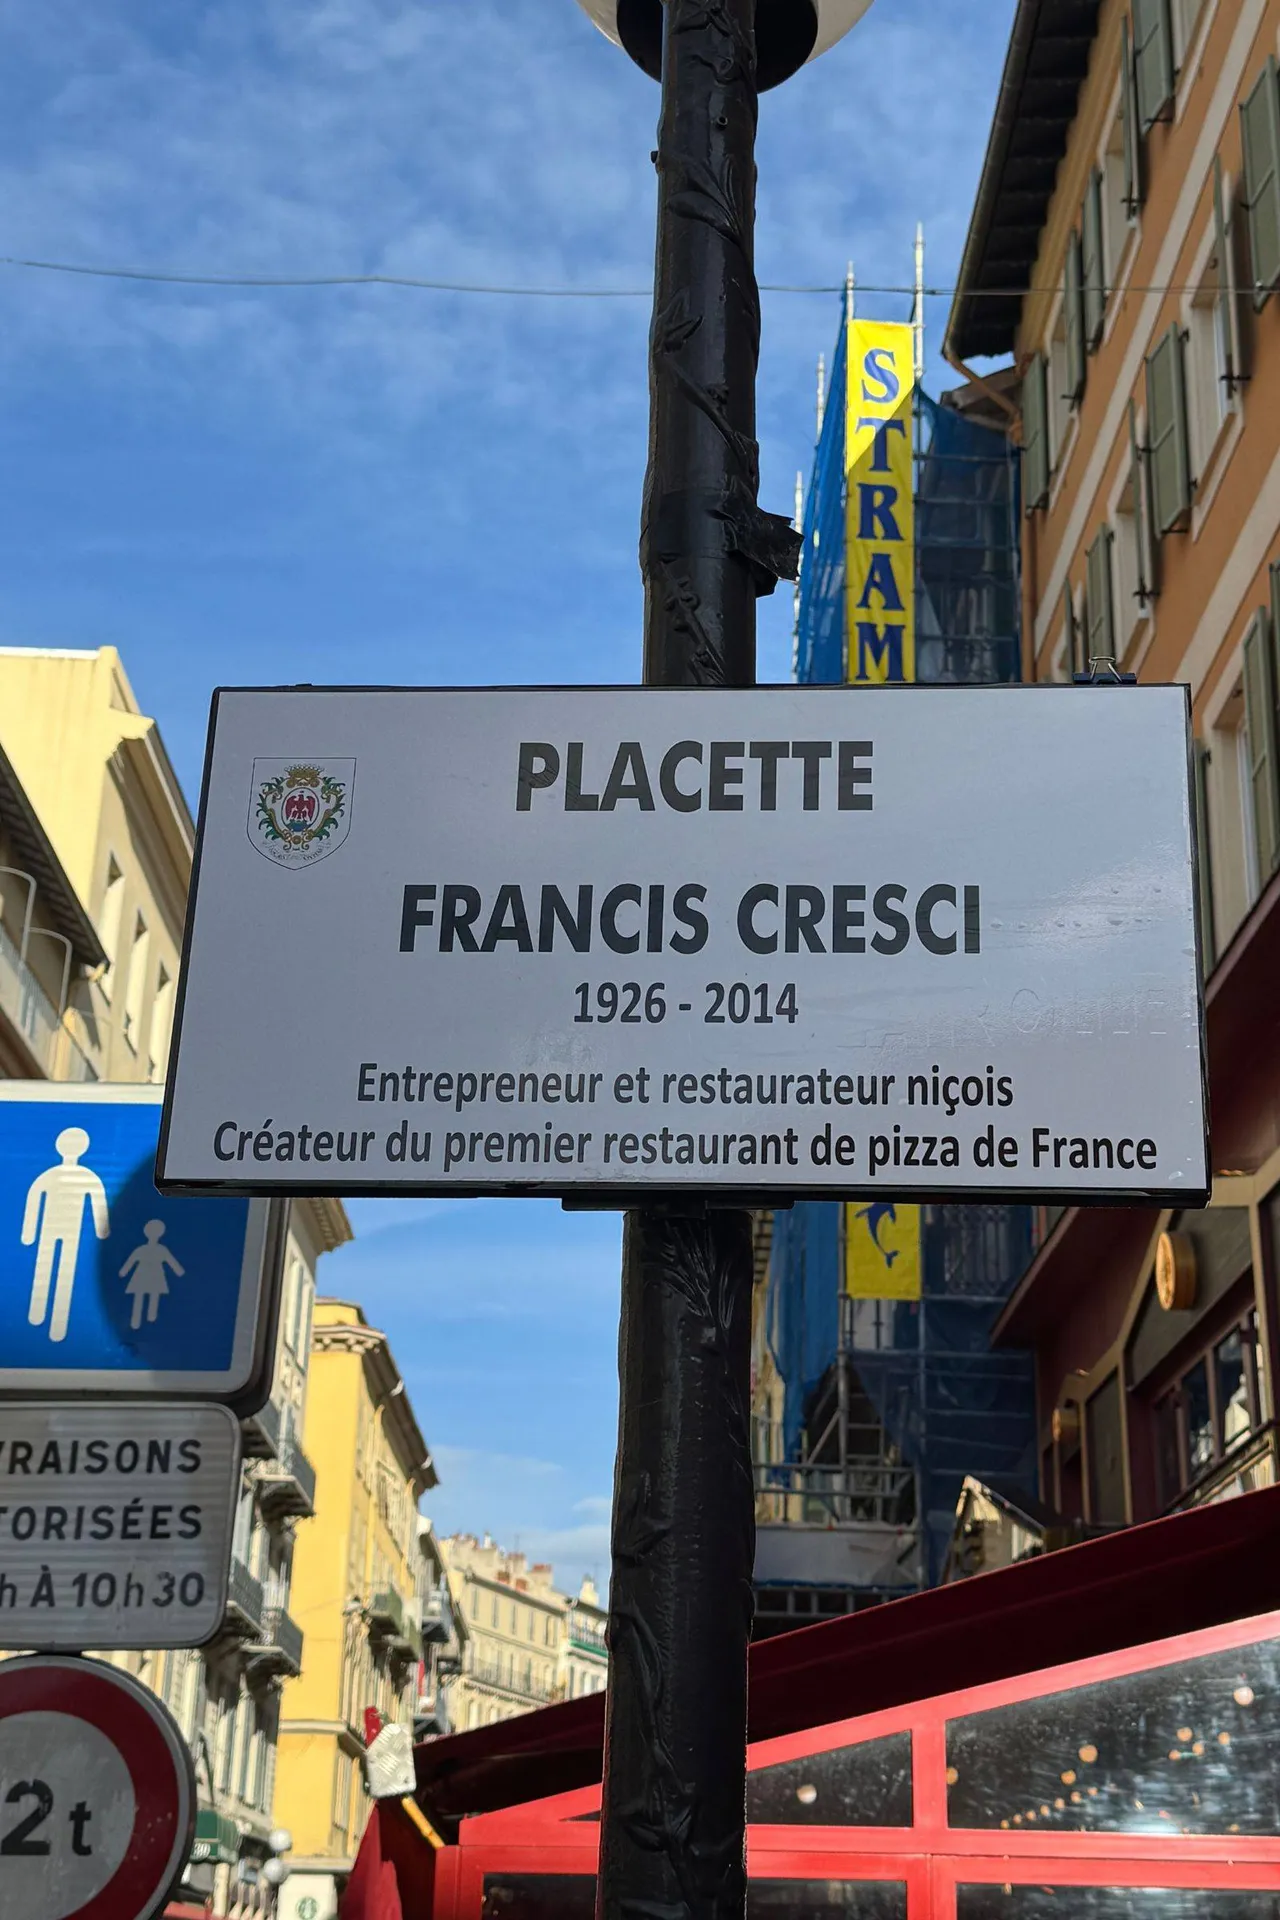 STRAM
PLACETTE
FRANCIS CRESCI
1926 - 2014
Entrepreneur et restaurateur niçois
Créateur du premier restaurant de pizza de France
VRAISONS
TORISÉES
h À 10h30
2t